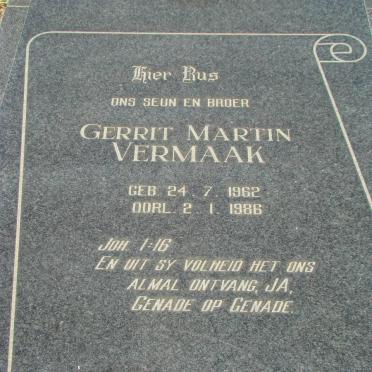 Hier Rus
ONS SEUN EN BROER
GERRIT MARTIN
VERMAAK
GEB. 24. 7. 1962
OORL. 2. 1. 1986
JOH. 1:16
EN UIT SY VOLHEID HET ONS
ALMAL ONTVANG, JA,
GENADE OP GENADE.